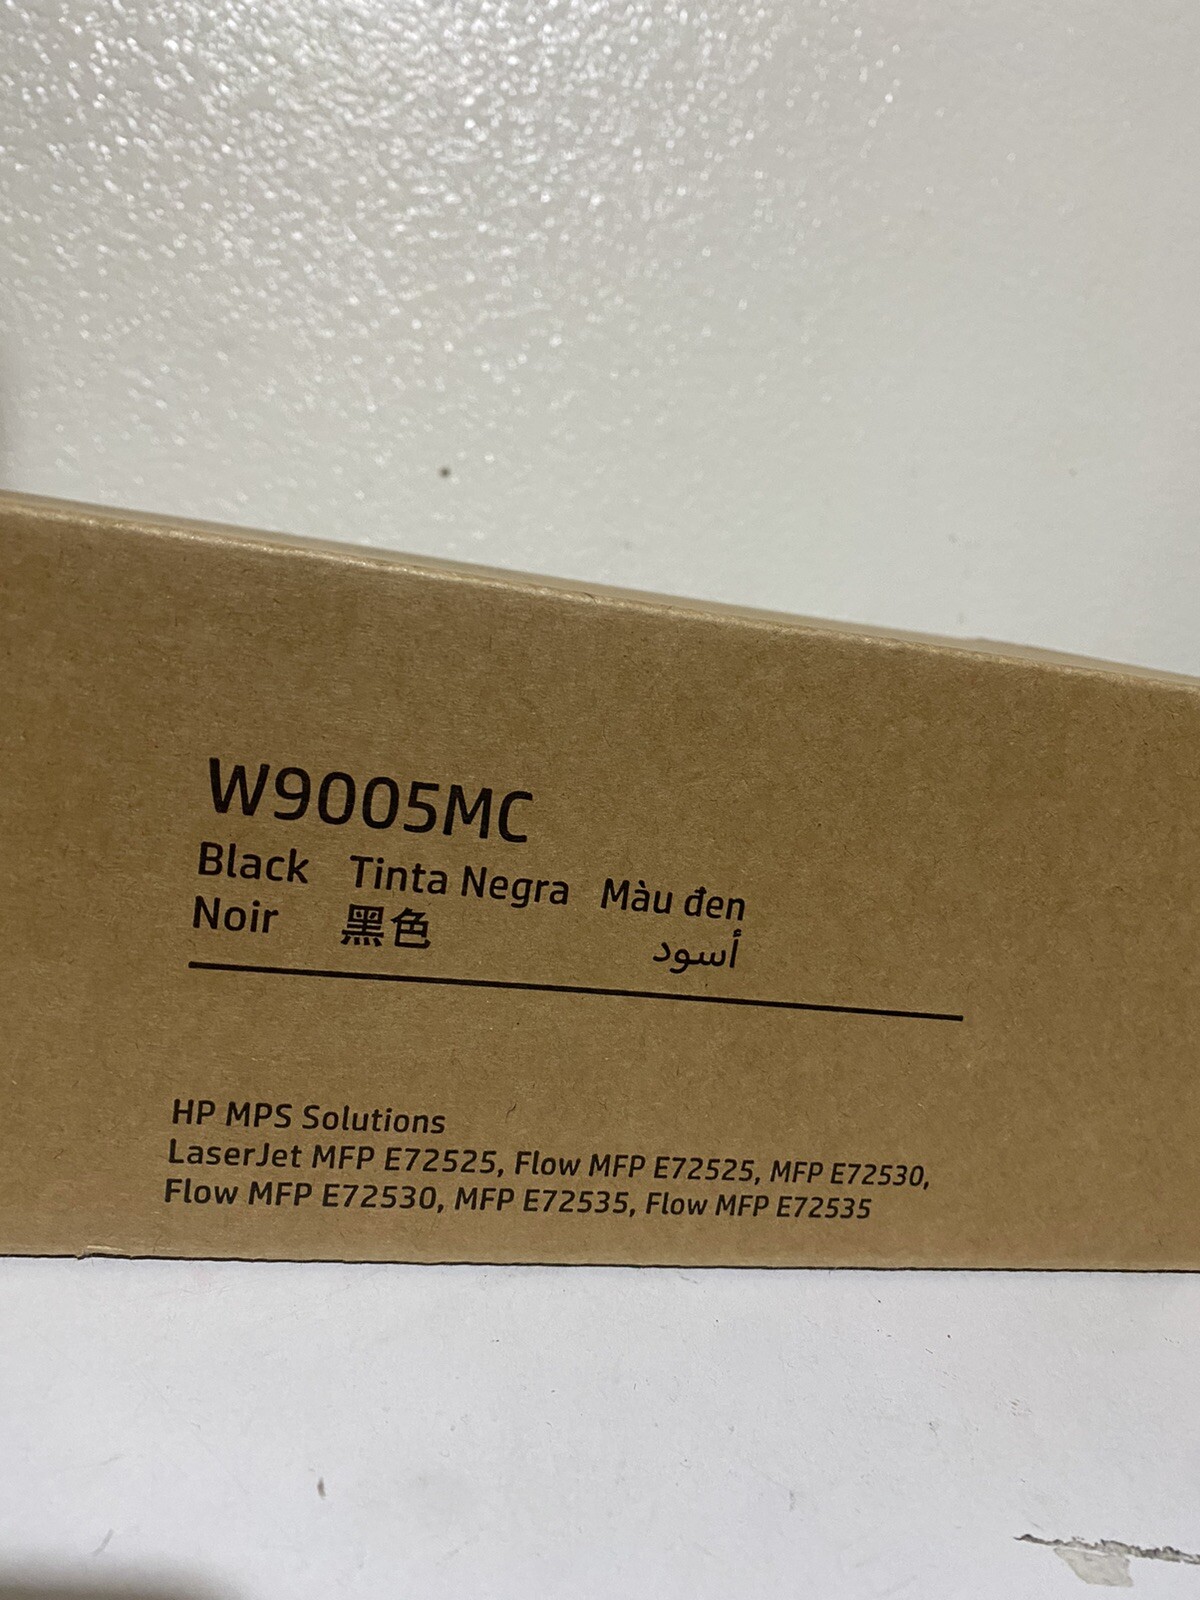 W9005MC
Black Tinta Negra Màu đen
Noir 黑色 أسود
HP MPS Solutions
LaserJet MFP E72525, Flow MFP E72525, MFP E72530,
Flow MFP E72530, MFP E72535, Flow MFP E72535